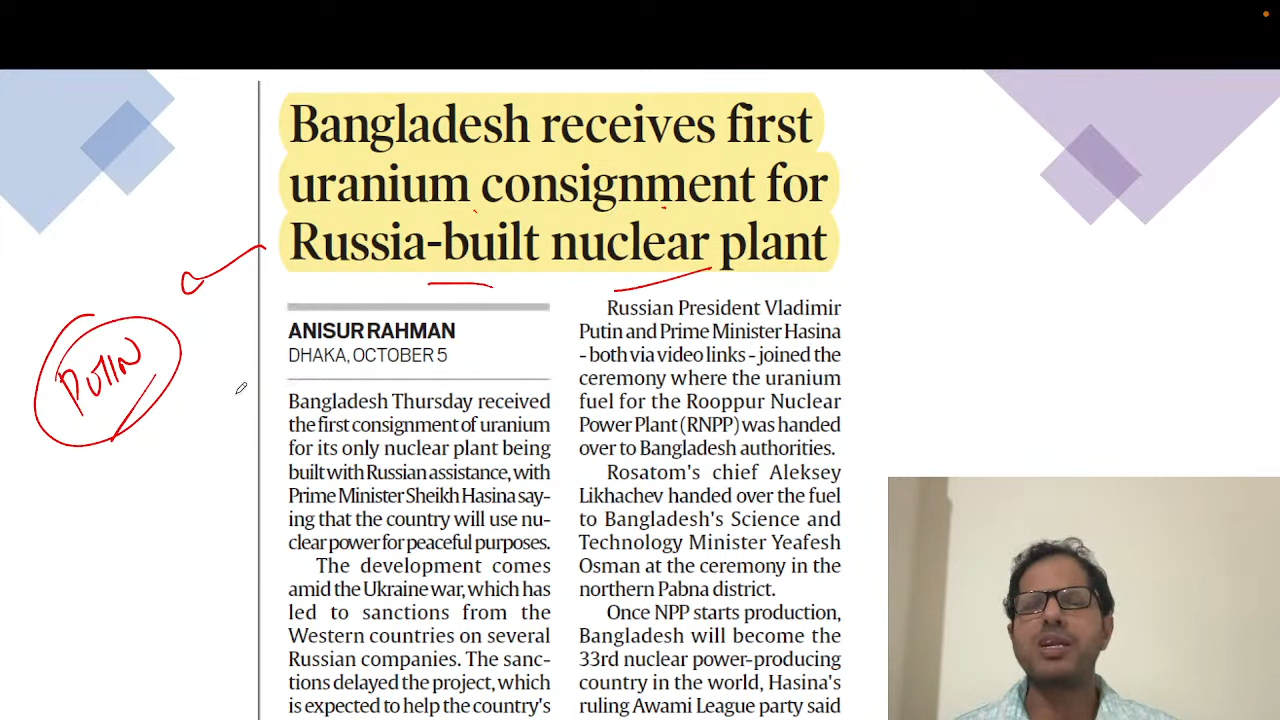 Bangladesh receives first
uranium consignment for
Russia-built nuclear plant
PUTIN
ANISUR RAHMAN
DHAKA, OCTOBER 5
Bangladesh Thursday received
the first consignment of uranium
for its only nuclear plant being
built with Russian assistance, with
Prime Minister Sheikh Hasina say-
ing that the country will use nu-
clear power for peaceful purposes.
The development comes
amid the Ukraine war, which has
led to sanctions from the
Western countries on several
Russian companies. The sanc-
tions delayed the project, which
is expected to help the country's
Russian President Vladimir
Putin and Prime Minister Hasina
- both via video links - joined the
ceremony where the uranium
fuel for the Rooppur Nuclear
Power Plant (RNPP) was handed
over to Bangladesh authorities.
Rosatom's chief Aleksey
Likhachev handed over the fuel
to Bangladesh's Science and
Technology Minister Yeafesh
Osman at the ceremony in the
northern Pabna district.
Once NPP starts production,
Bangladesh will become the
33rd nuclear power-producing
country in the world, Hasina's
ruling Awami League party said